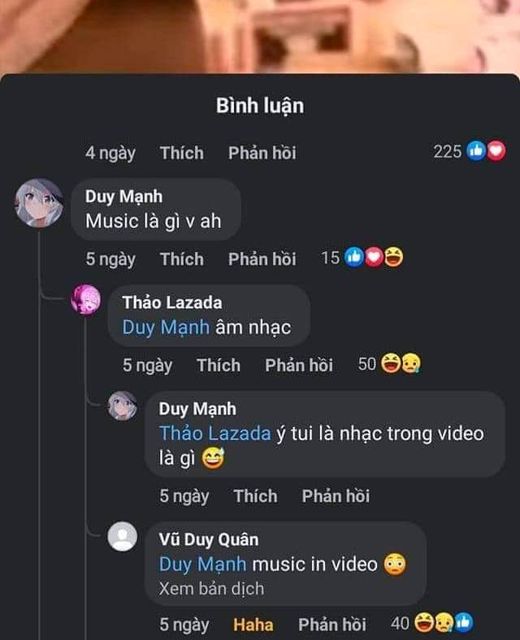 Bình luận
4 ngày Thích Phản hồi 225
Duy Mạnh
Music là gì v ah
5 ngày Thích Phản hồi 15
Thảo Lazada
Duy Mạnh âm nhạc
5 ngày Thích Phản hồi 50 😆😢
Duy Mạnh
Thảo Lazada ý tui là nhạc trong video
là gì 😅
5 ngày Thích Phản hồi
Vũ Duy Quân
Duy Mạnh music in video 😳
Xem bản dịch
5 ngày Haha Phản hồi 40